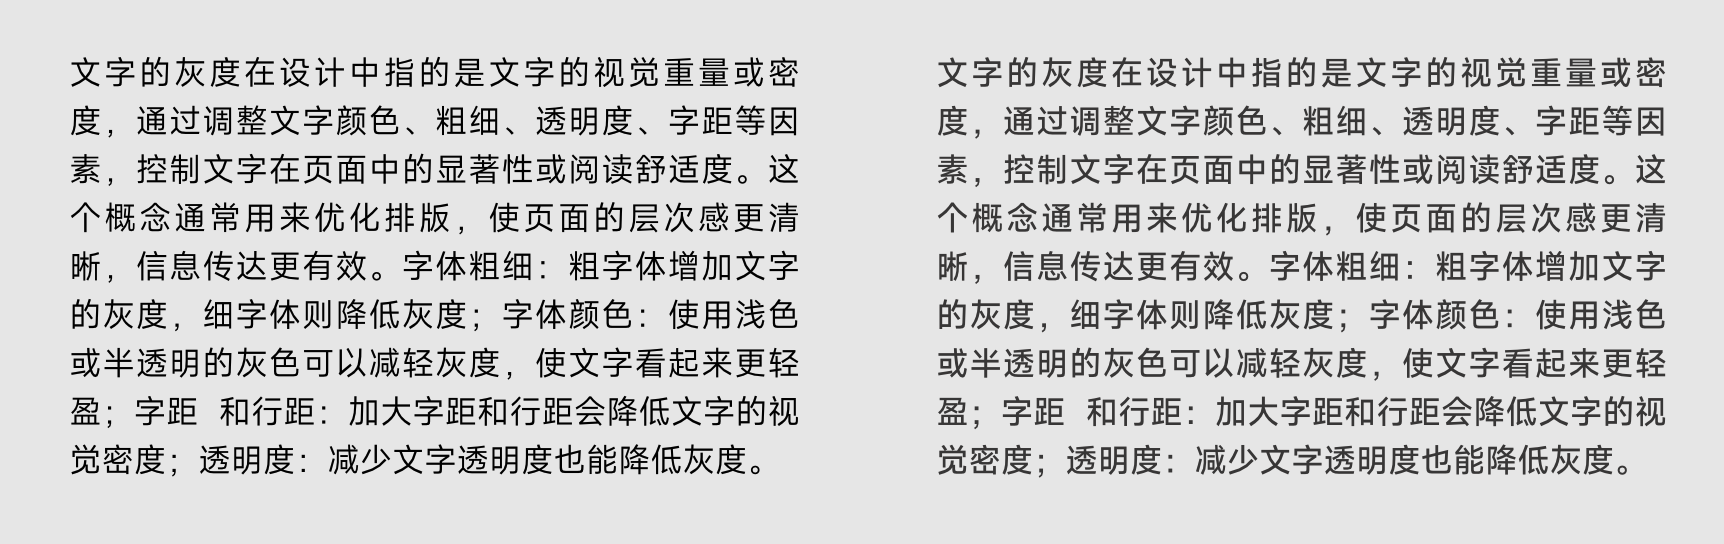 文字的灰度在设计中指的是文字的视觉重量或密
度，通过调整文字颜色、粗细、透明度、字距等因
素，控制文字在页面中的显著性或阅读舒适度。这
个概念通常用来优化排版，使页面的层次感更清
晰，信息传达更有效。字体粗细：粗字体增加文字
的灰度，细字体则降低灰度；字体颜色：使用浅色
或半透明的灰色可以减轻灰度，使文字看起来更轻
盈；字距 和行距：加大字距和行距会降低文字的视
觉密度；透明度：减少文字透明度也能降低灰度。
文字的灰度在设计中指的是文字的视觉重量或密
度，通过调整文字颜色、粗细、透明度、字距等因
素，控制文字在页面中的显著性或阅读舒适度。这
个概念通常用来优化排版，使页面的层次感更清
晰，信息传达更有效。字体粗细：粗字体增加文字
的灰度，细字体则降低灰度；字体颜色：使用浅色
或半透明的灰色可以减轻灰度，使文字看起来更轻
盈；字距 和行距：加大字距和行距会降低文字的视
觉密度；透明度：减少文字透明度也能降低灰度。